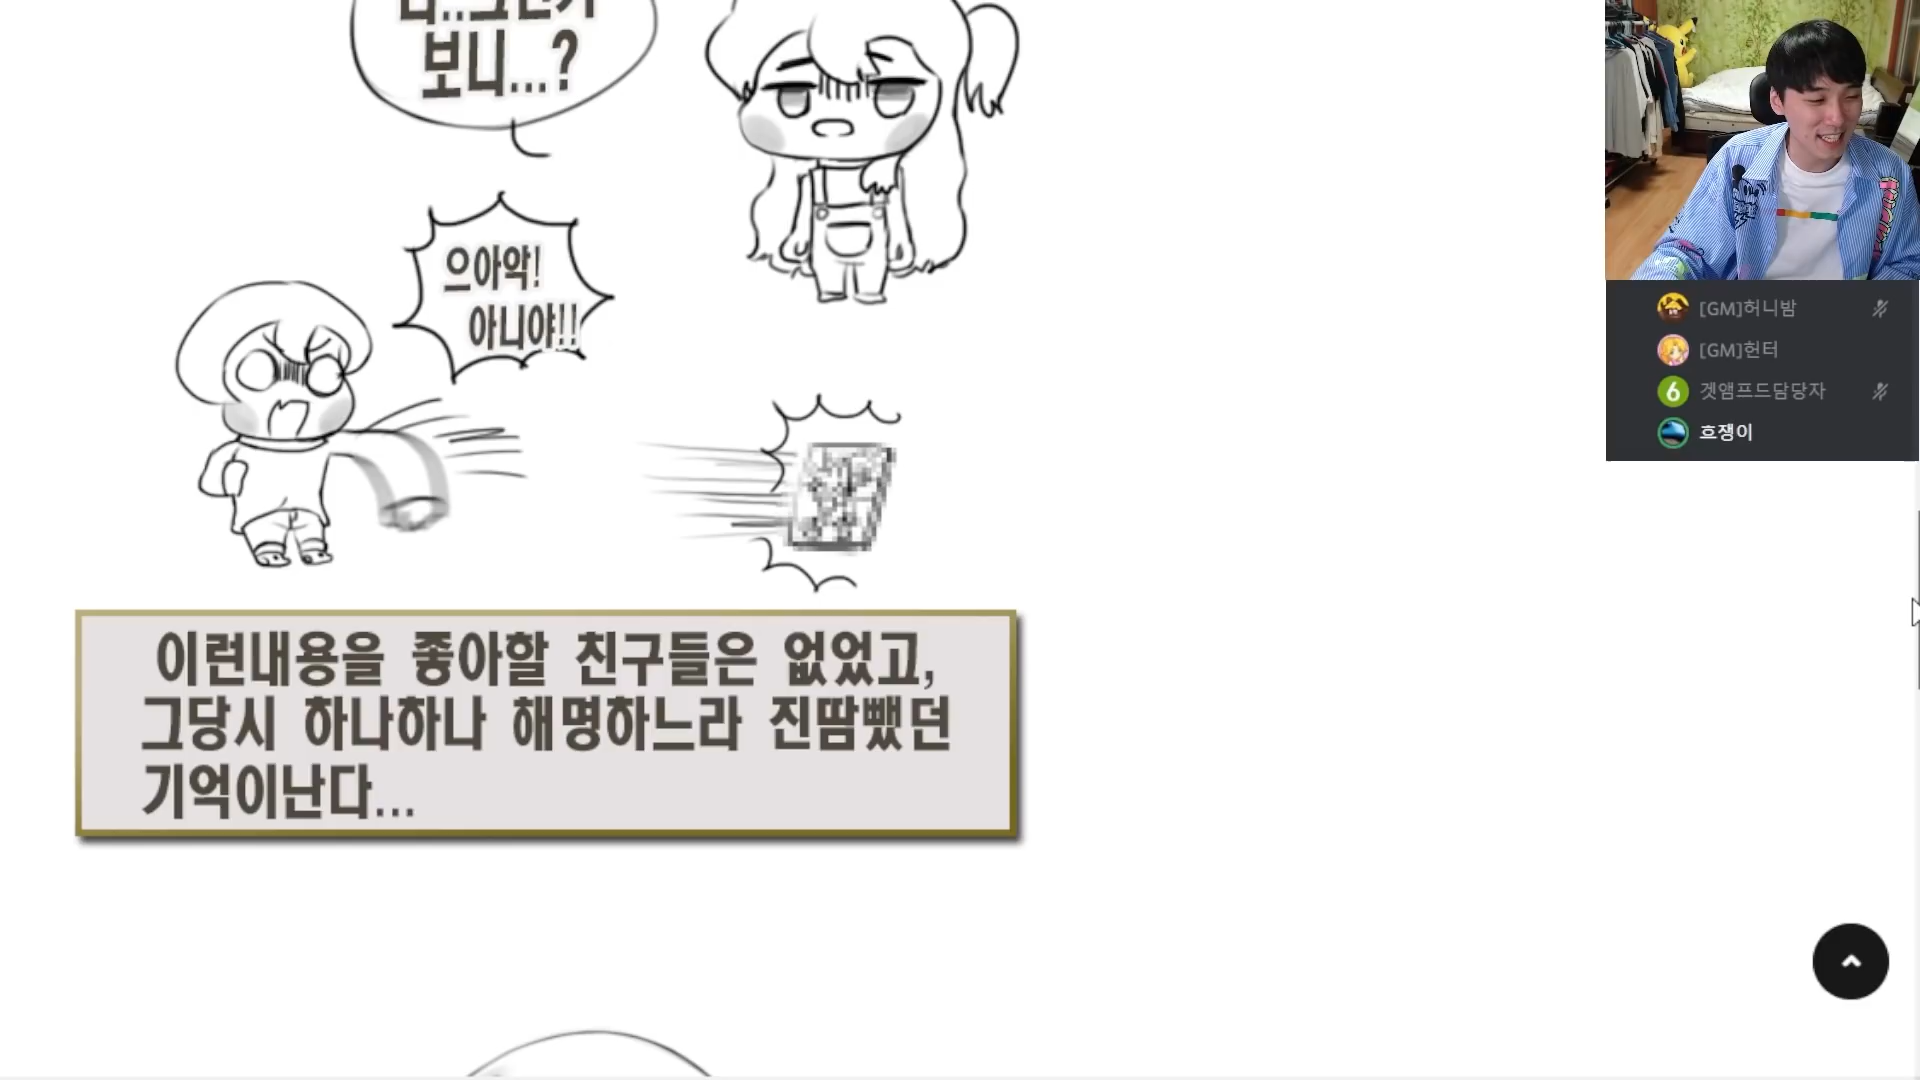 보니...?
으아악!
아니야!!
이런내용을 좋아할 친구들은 없었고,
그당시 하나하나 해명하느라 진땀뺐던
기억이난다...
[GM]허니밤
[GM]헌터
6 겟앰프드담당자
흐쟁이